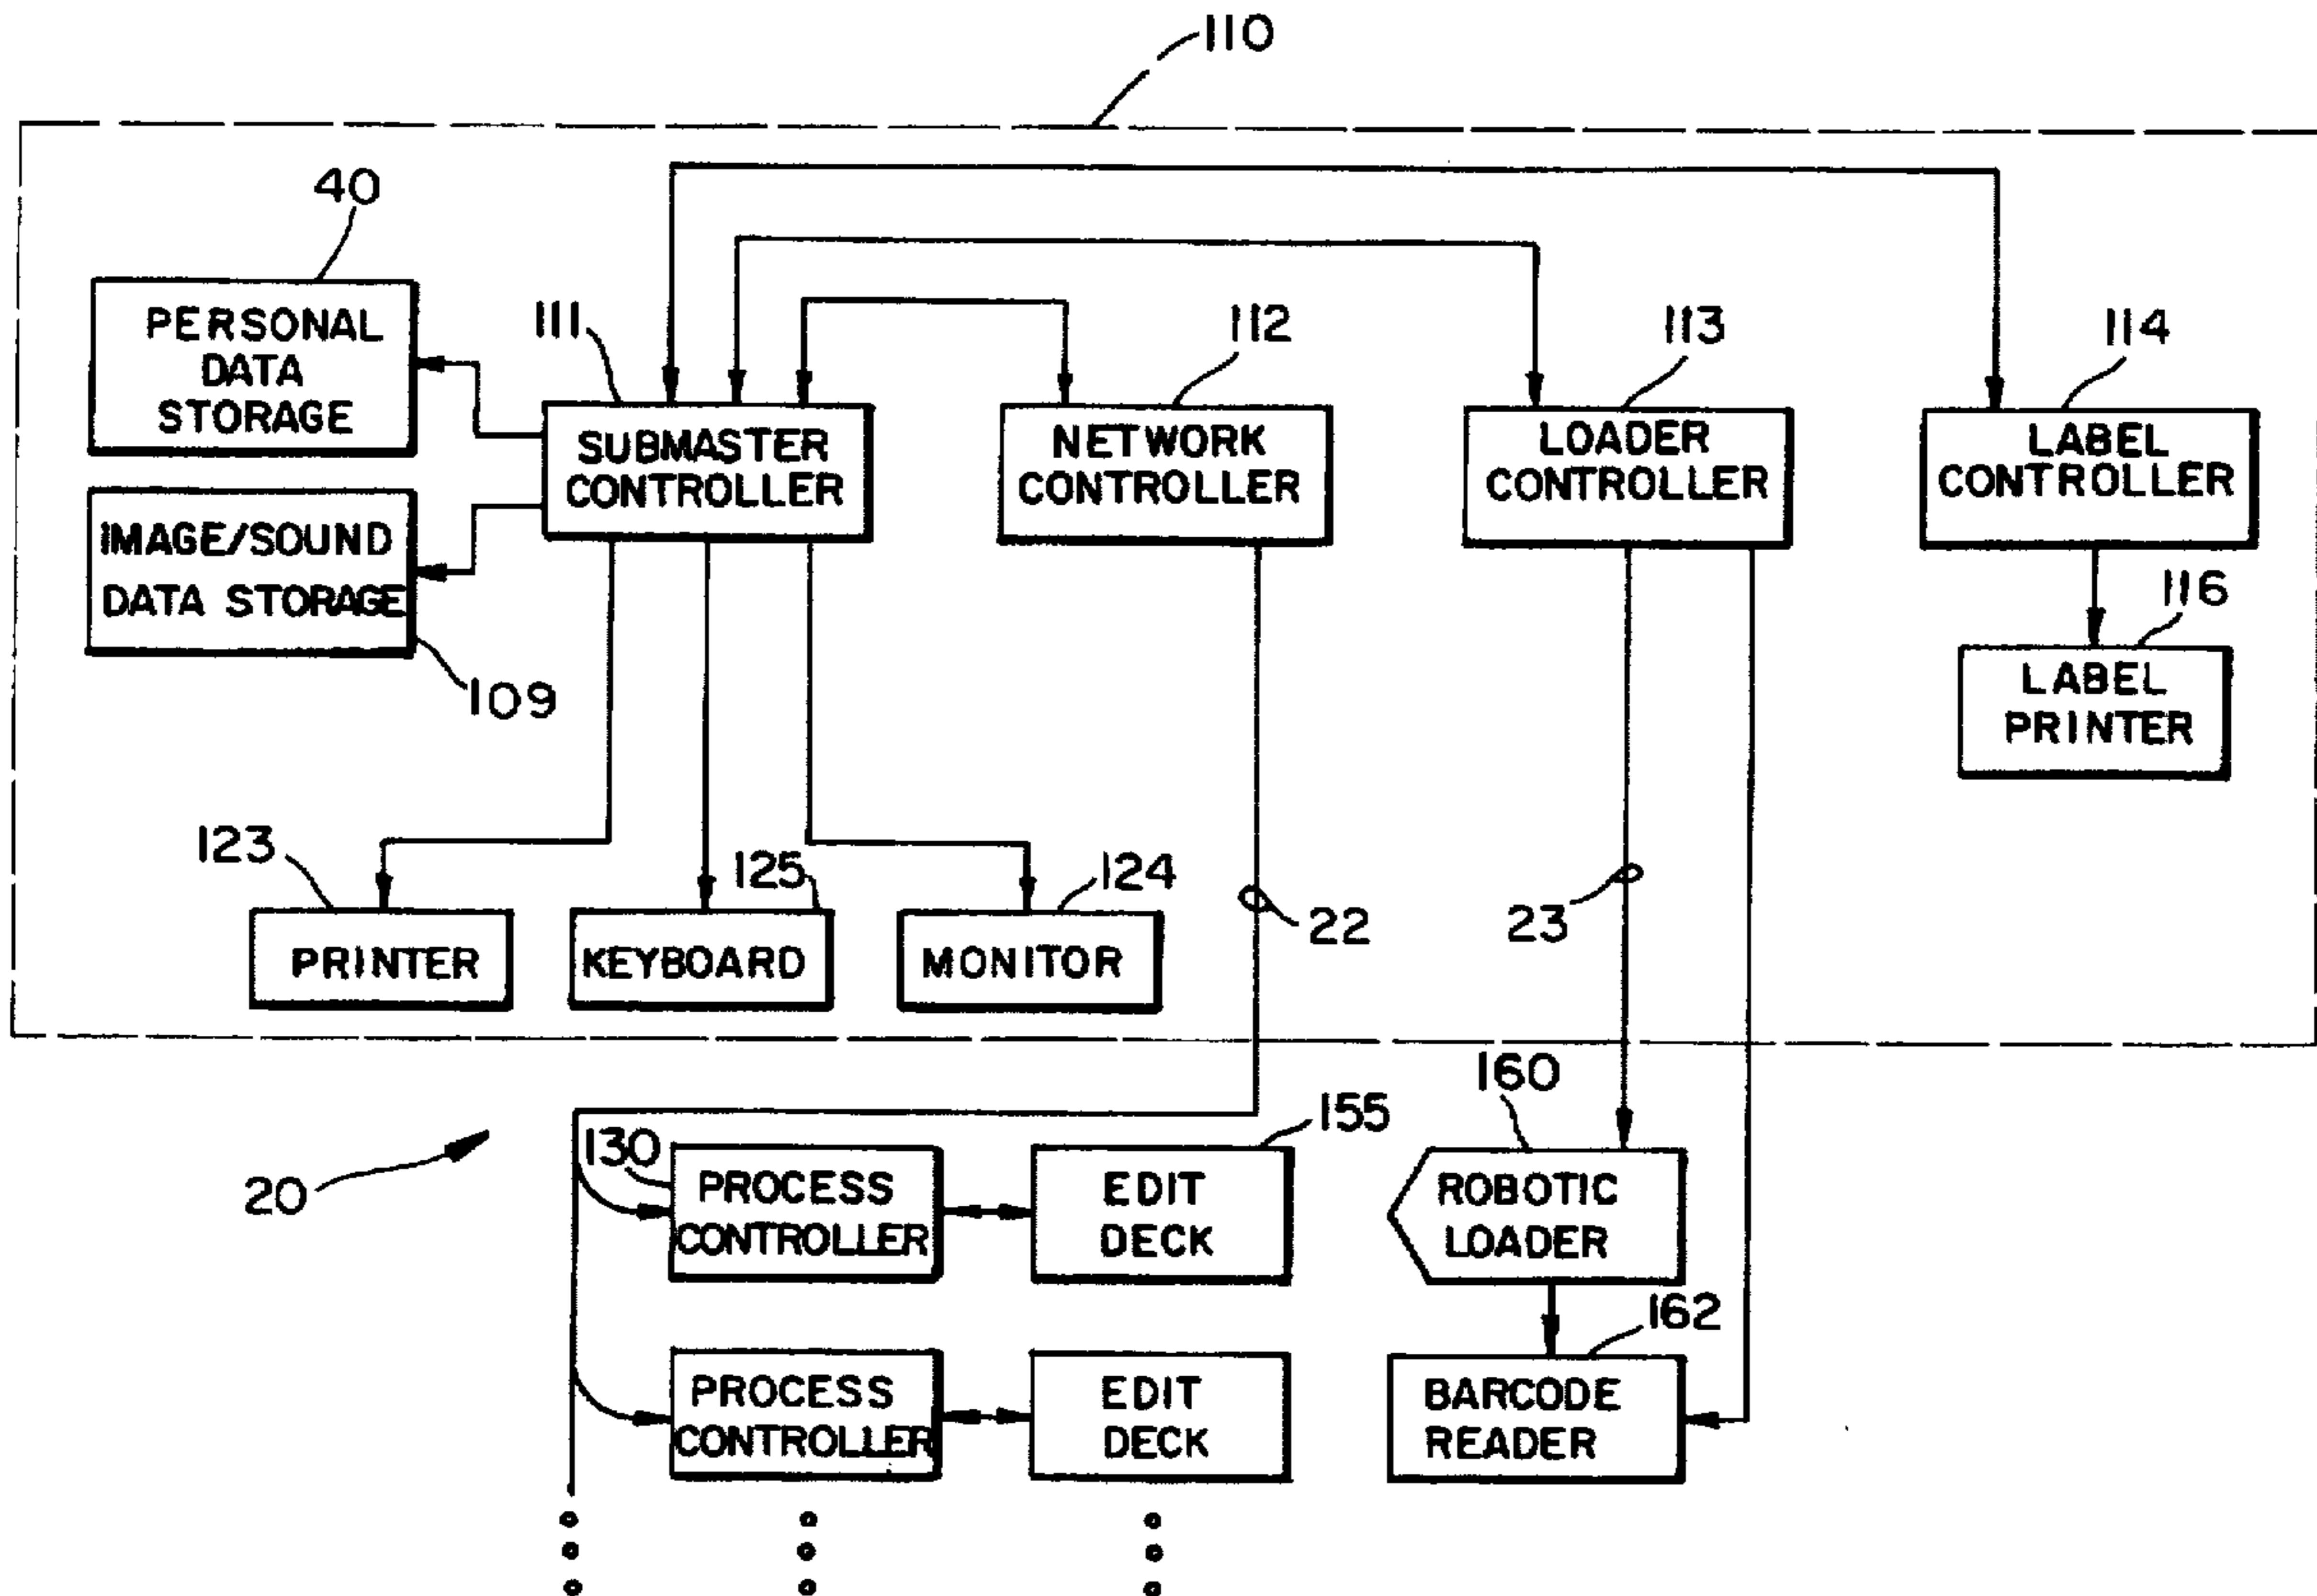 110
40
PERSONAL
DATA
STORAGE
111
SUBMASTER
CONTROLLER
112
NETWORK
CONTROLLER
113
LOADER
CONTROLLER
114
LABEL
CONTROLLER
IMAGE/SOUND
DATA STORAGE
109
116
LABEL
PRINTER
123
PRINTER
125
KEYBOARD
124
MONITOR
22
23
20
130
PROCESS
CONTROLLER
155
EDIT
DECK
160
ROBOTIC
LOADER
PROCESS
CONTROLLER
EDIT
DECK
162
BARCODE
READER